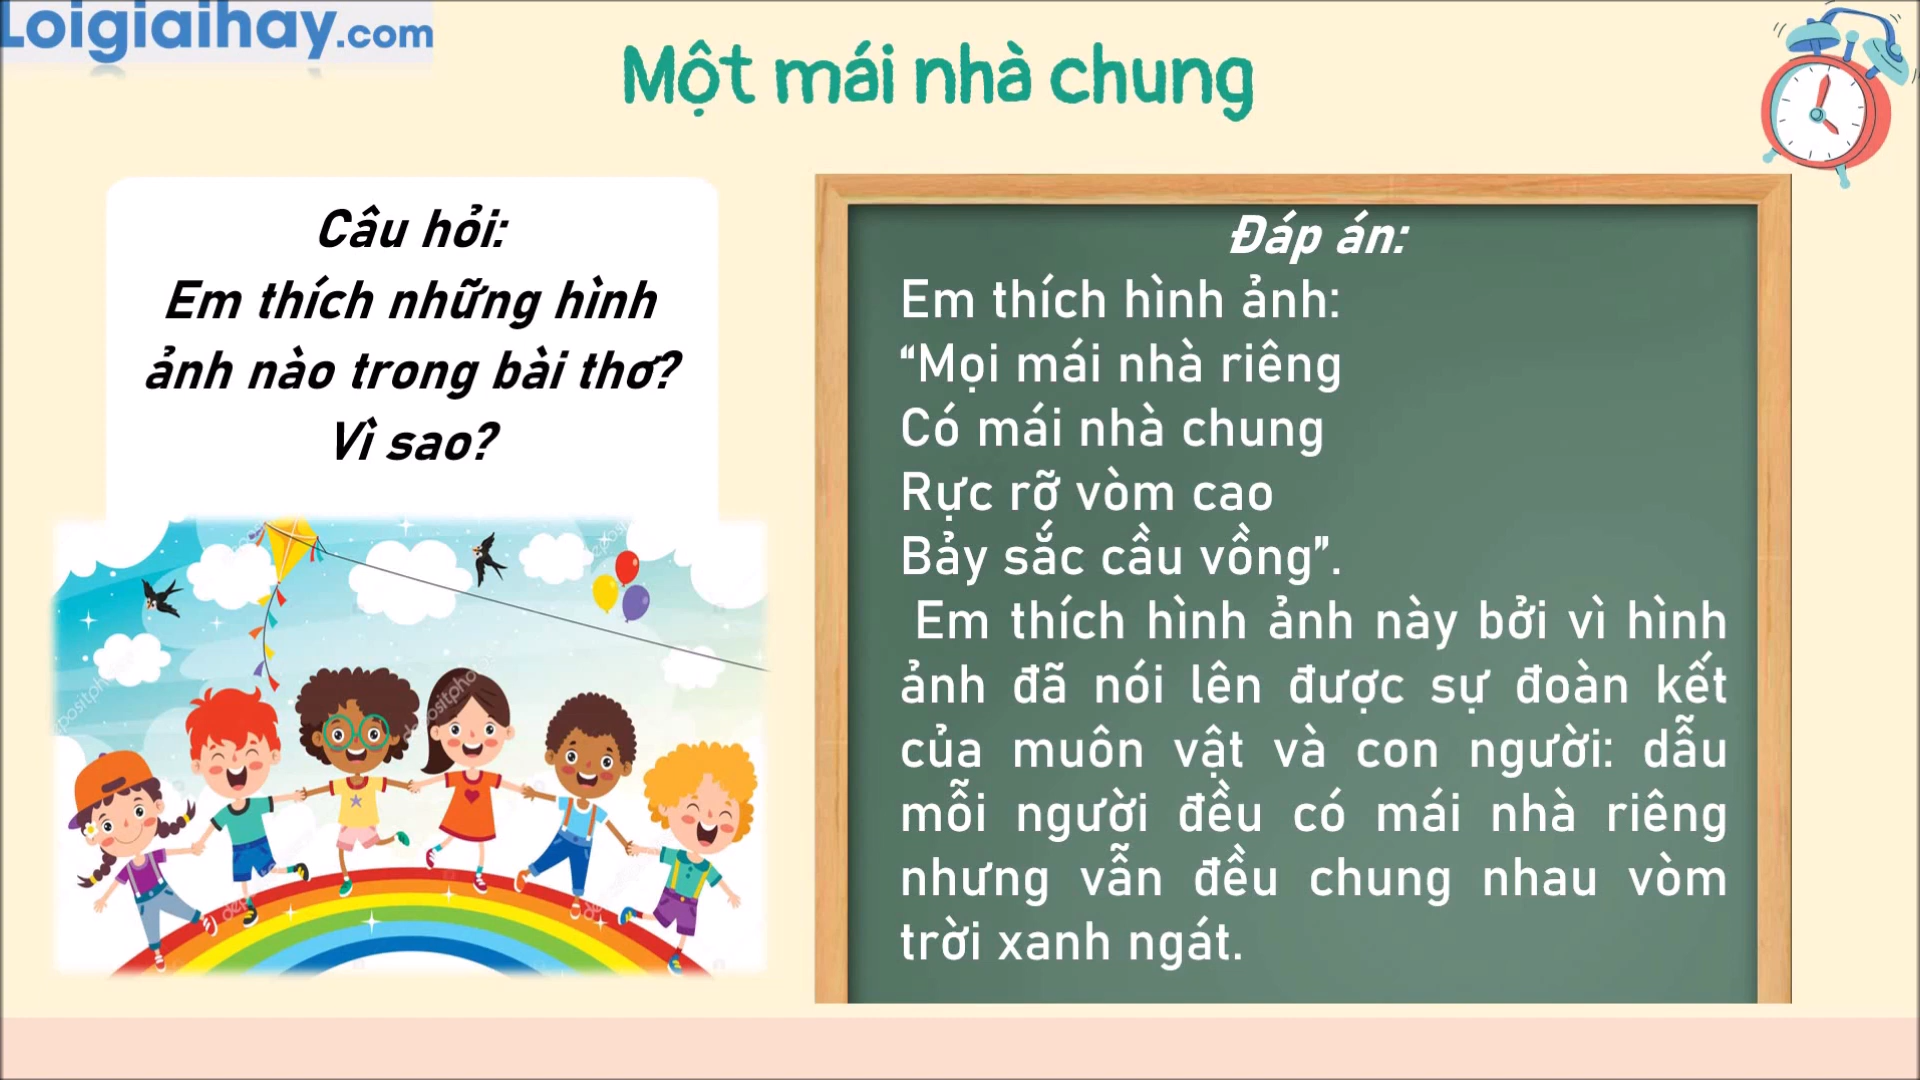 Loigiaihay.com
Một mái nhà chung
Câu hỏi:
Em thích những hình
ảnh nào trong bài thơ?
Vì sao?
Đáp án:
Em thích hình ảnh:
“Mọi mái nhà riêng
Có mái nhà chung
Rực rỡ vòm cao
Bảy sắc cầu vồng”.
Em thích hình ảnh này bởi vì hình
ảnh đã nói lên được sự đoàn kết
của muôn vật và con người: dẫu
mỗi người đều có mái nhà riêng
nhưng vẫn đều chung nhau vòm
trời xanh ngát.